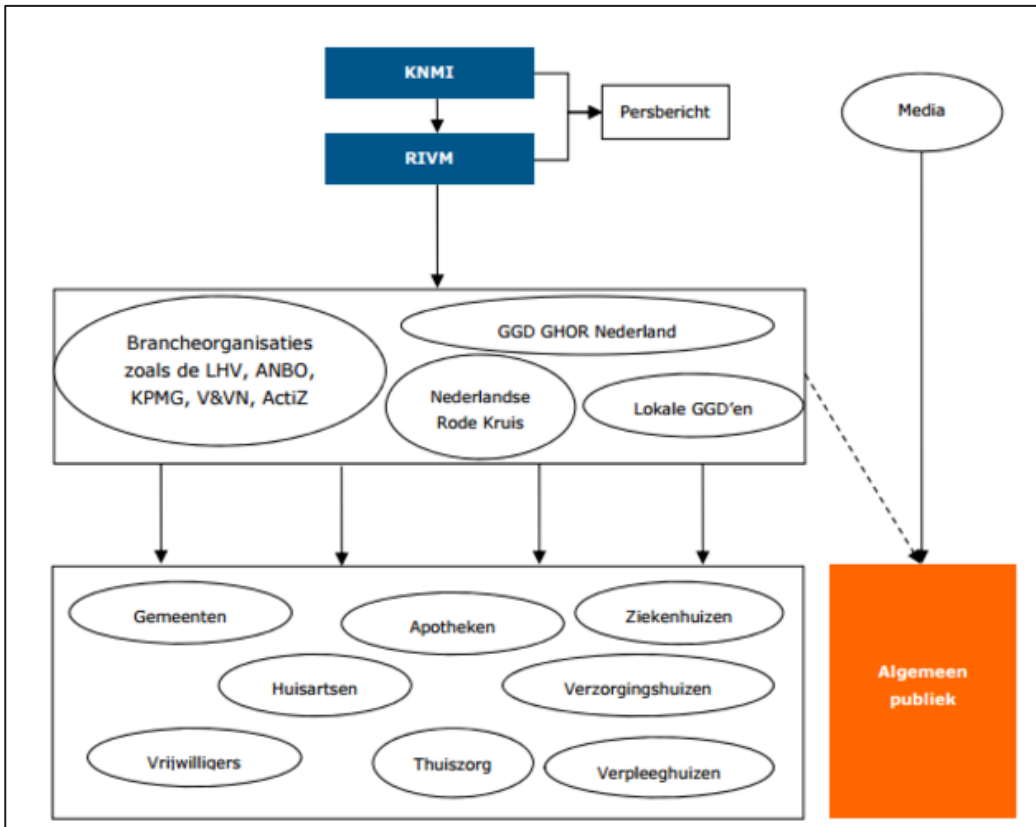 KNMI
Persbericht
Media
RIVM
Brancheorganisaties
zoals de LHV, ANBO,
KPMG, V&VN, ActiZ
GGD GHOR Nederland
Nederlandse
Rode Kruis
Lokale GGD'en
Gemeenten
Apotheken
Ziekenhuizen
Huisartsen
Verzorgingshuizen
Vrijwilligers
Thuiszorg
Verpleeghuizen
Algemeen
publiek